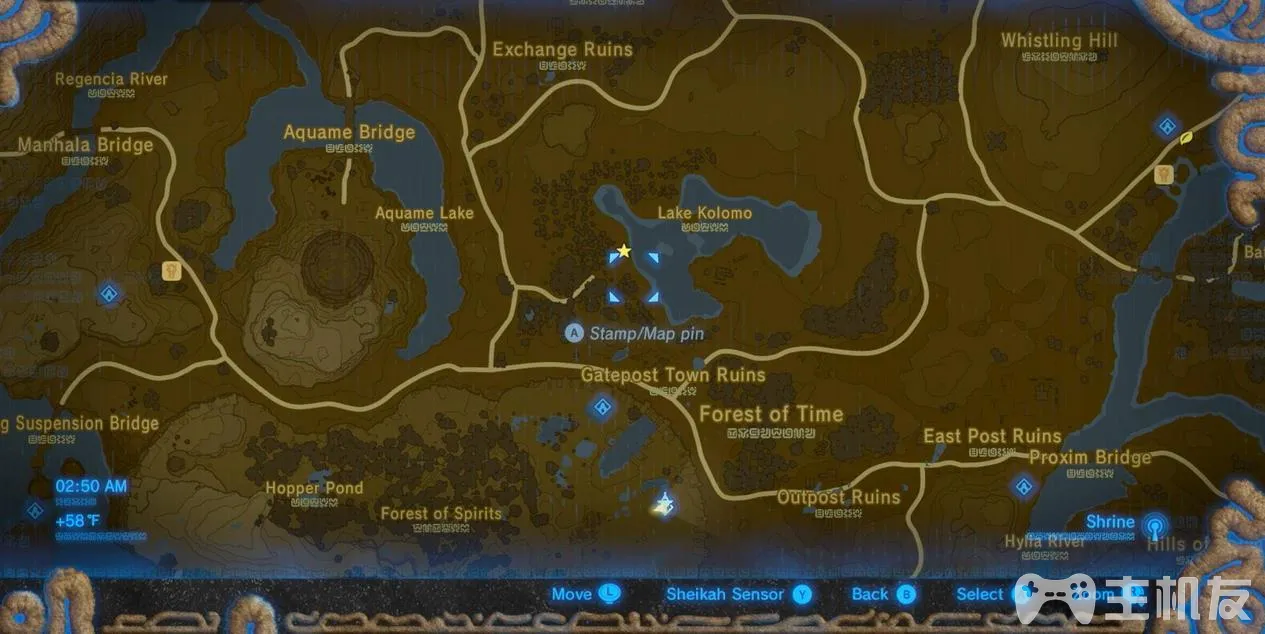 Exchange Ruins
Whistling Hill
Regencia River
Manhala Bridge
Aquame Bridge
Aquame Lake
Lake Kolomo
A Stamp/Map pin
Gatepost Town Ruins
Forest of Time
g Suspension Bridge
East Post Ruins
Proxim Bridge
02:50 AM
+58°F
Hopper Pond
Forest of Spirits
Outpost Ruins
Shrine
Hylia River
Hills of
Move L
Sheikah Sensor Y
Back B
Select
主机友